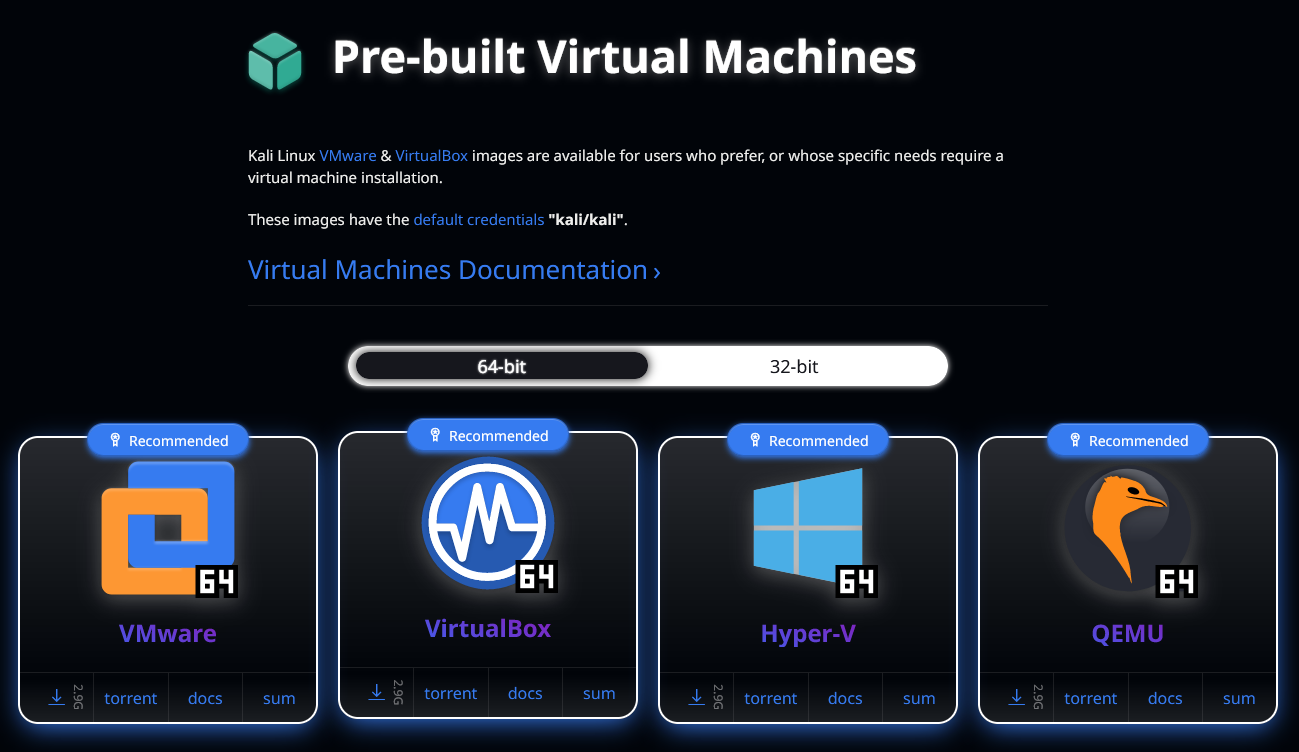 Pre-built Virtual Machines
Kali Linux VMware & VirtualBox images are available for users who prefer, or whose specific needs require a
virtual machine installation.
These images have the default credentials "kali/kali".
Virtual Machines Documentation ›
64-bit 32-bit
Recommended Recommended Recommended Recommended
64 64 64 64
VMware VirtualBox Hyper-V QEMU
2.9G torrent docs sum 2.9G torrent docs sum 2.9G torrent docs sum 2.9G torrent docs sum